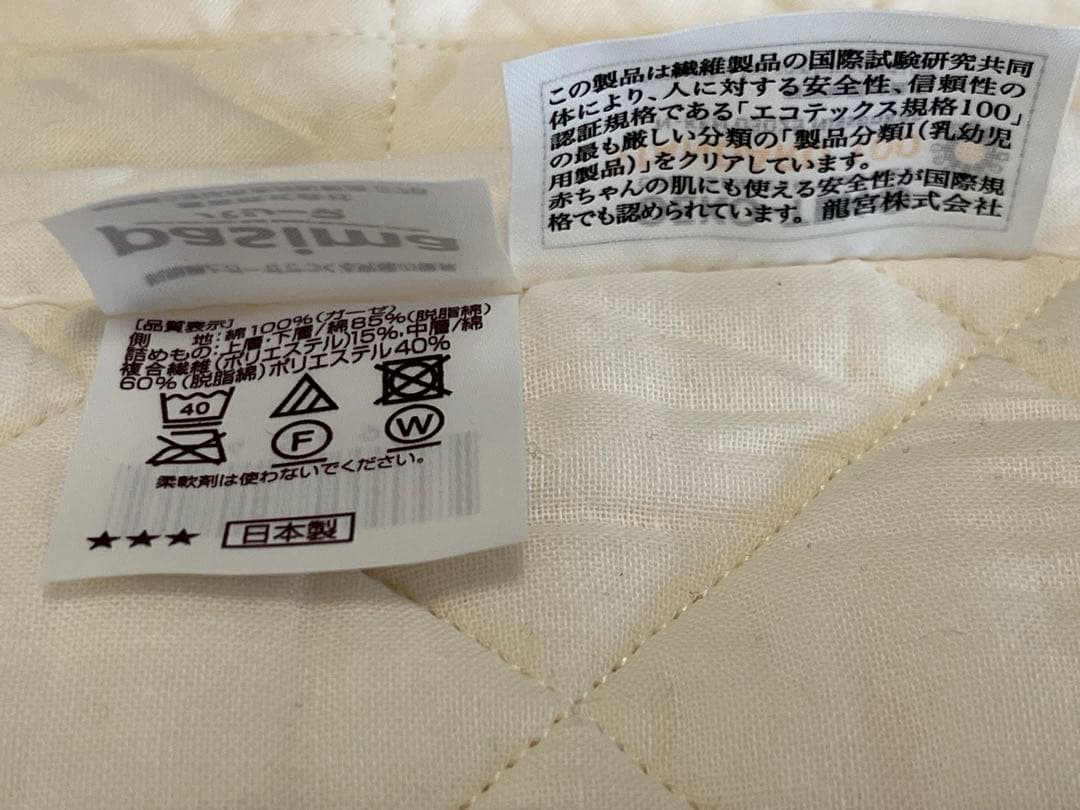 この製品は繊維製品の国際試験研究共同
体により、人に対する安全性、信頼性の
認証規格である「エコテックス規格100」
の最も厳しい分類の「製品分類I(乳幼児
用製品)」をクリアしています。
赤ちゃんの肌にも使える安全性が国際規
格でも認められています。龍宮株式会社
pasima
[品質表示]
側 地:綿100%(ガーゼ)
詰めもの:上層・下層/綿85%(脱脂綿)
複合繊維(ポリエステル)15%、中層/綿
60%(脱脂綿)ポリエステル40%
40
F W
柔軟剤は使わないでください。
★★★ 日本製